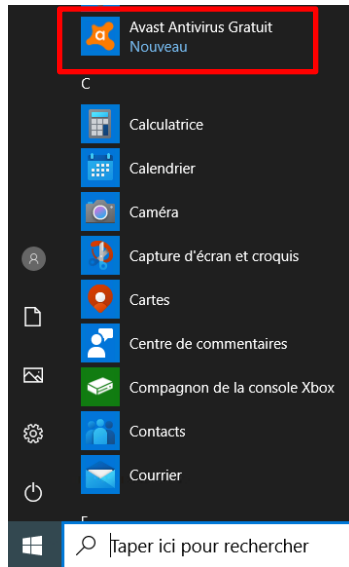 Avast Antivirus Gratuit
Nouveau
C
Calculatrice
Calendrier
Caméra
Capture d'écran et croquis
Cartes
Centre de commentaires
Compagnon de la console Xbox
Contacts
Courrier
Taper ici pour rechercher